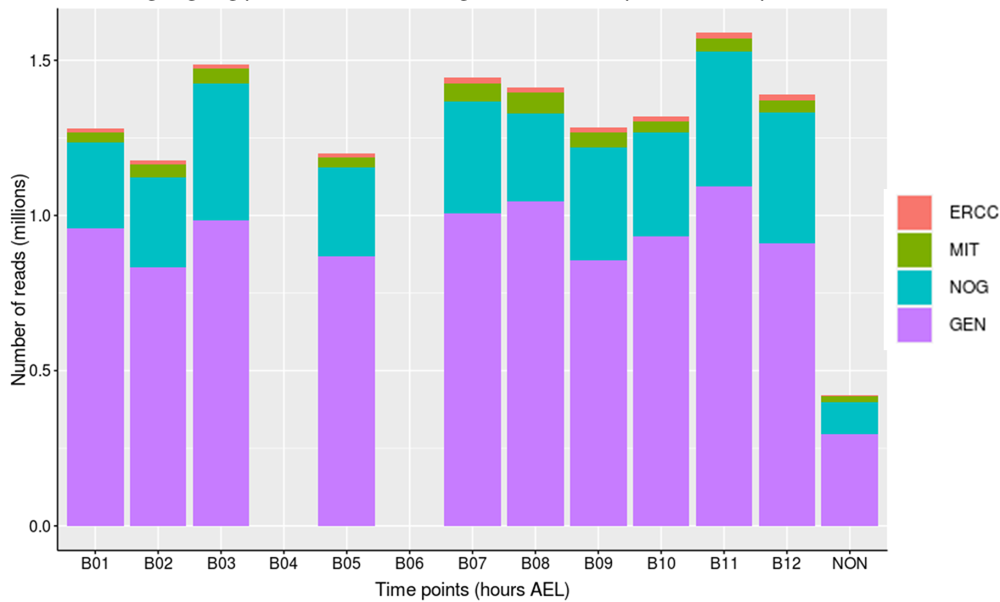 1.5
1.0
0.5
0.0
Number of reads (millions)
B01 B02 B03 B04 B05 B06 B07 B08 B09 B10 B11 B12 NON
Time points (hours AEL)
ERCC
MIT
NOG
GEN